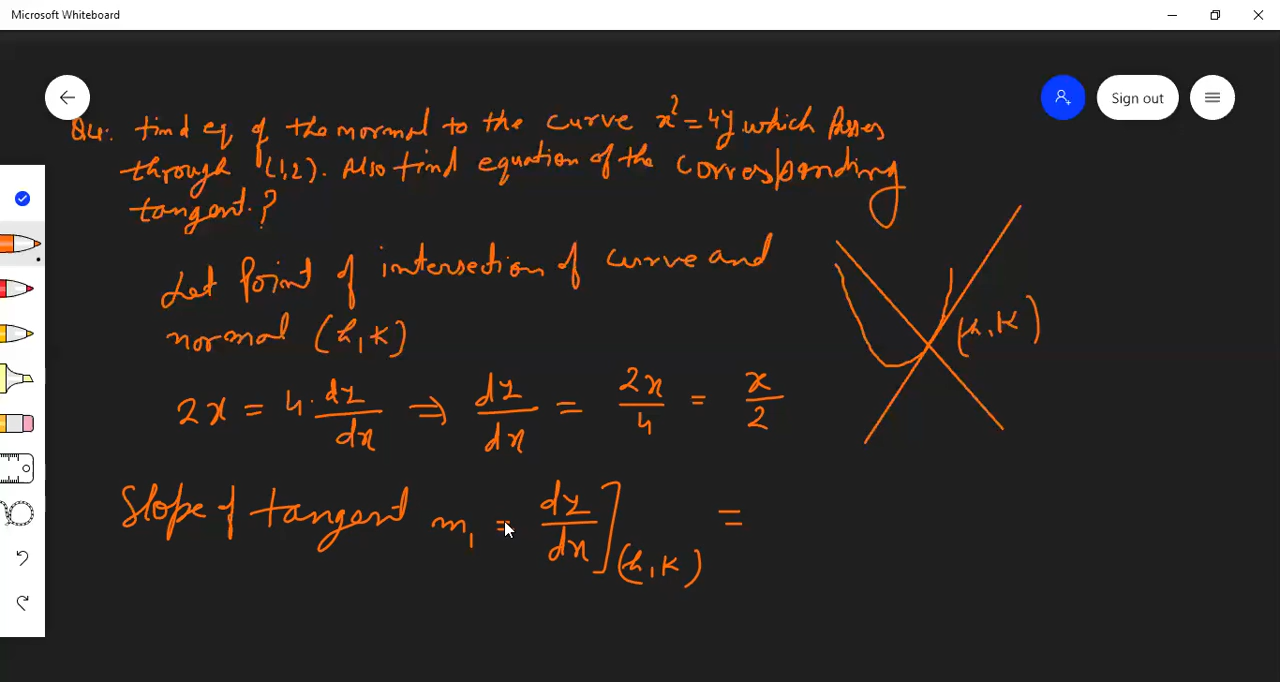 Microsoft Whiteboard
Sign out
Q4: find eq. of the normal to the curve x² = 4y which passes
through (1,2). Also find equation of the corresponding
tangent.?
Let Point of intersection of curve and
normal (h, k)
(h, k)
2x = 4. dy/dx ⇒ dy/dx = 2x/4 = x/2
Slope of tangent m₁ = dy/dx](h, k) =